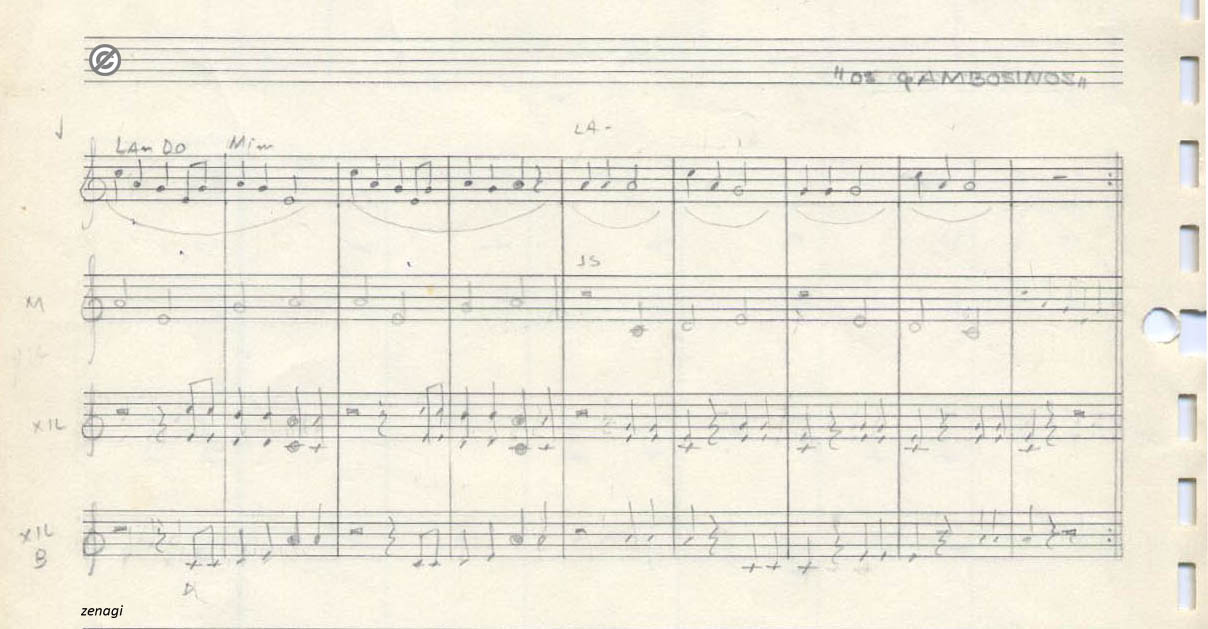 "OS GAMBOSINOS"
LAm DO MIm
LA-
M
XIL
XIL
B
zenagi